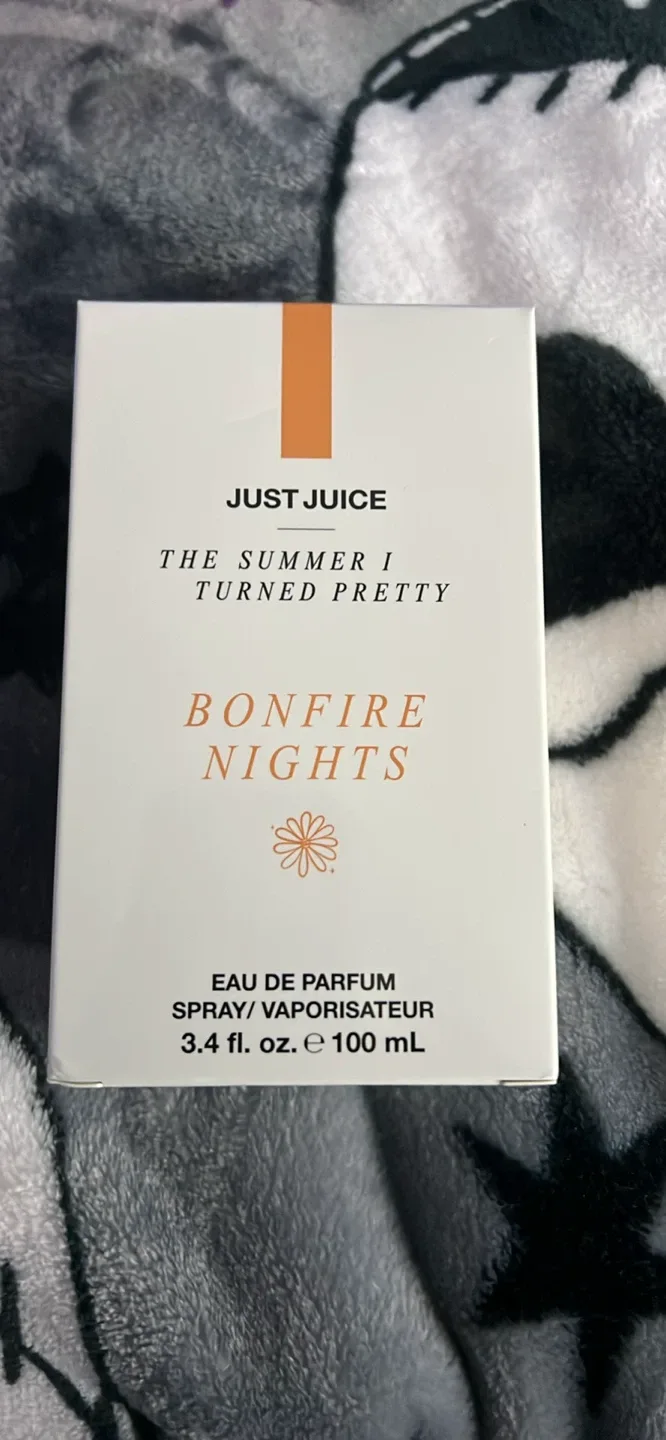 JUST JUICE
THE SUMMER I
TURNED PRETTY
BONFIRE
NIGHTS
EAU DE PARFUM
SPRAY/ VAPORISATEUR
3.4 fl. oz. ℮ 100 mL